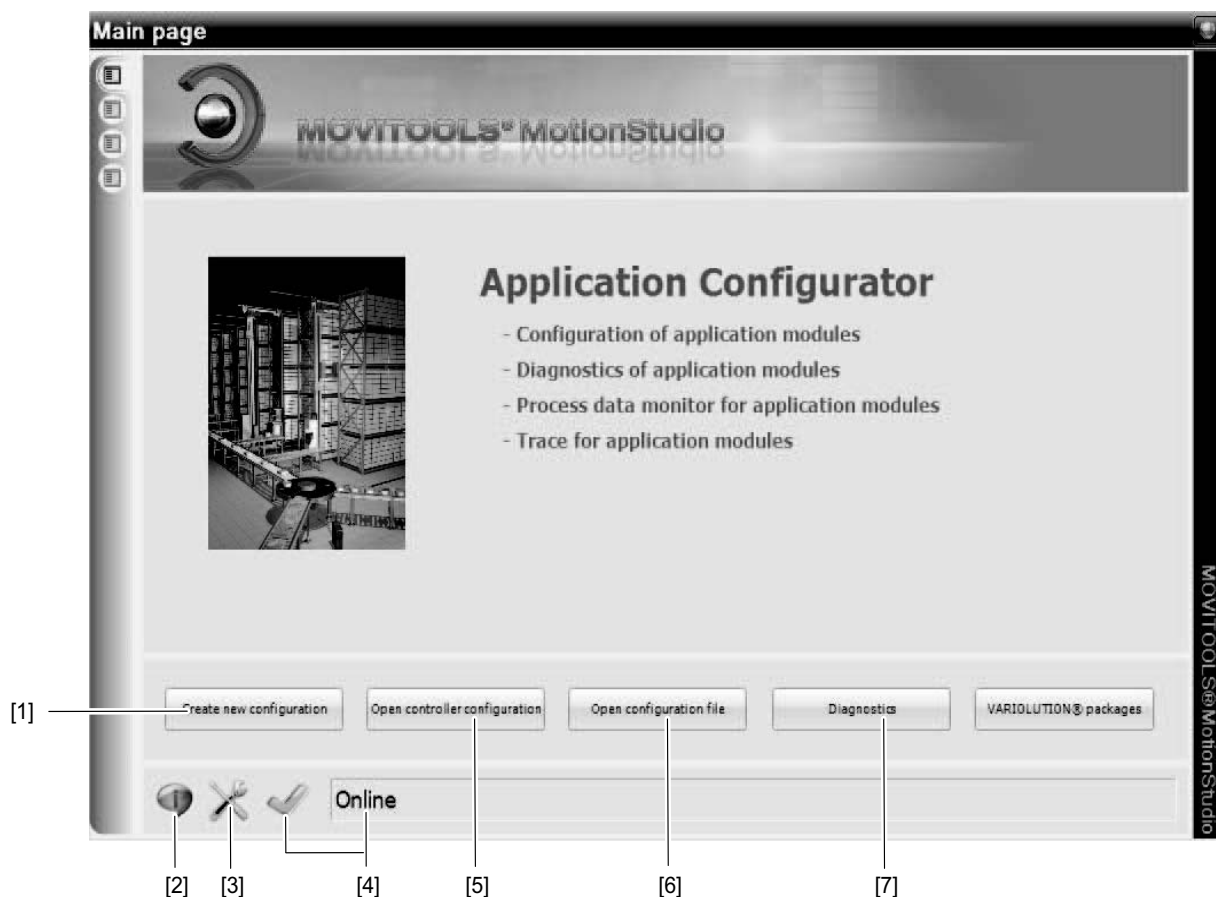 Main page
MOVITOOLS® MotionStudio
Application Configurator
- Configuration of application modules
- Diagnostics of application modules
- Process data monitor for application modules
- Trace for application modules
MOVITOOLS®MotionStudio
[1]
Create new configuration
Open controller configuration
Open configuration file
Diagnostics
VARIOLUTION® packages
Online
[2] [3] [4] [5] [6] [7]